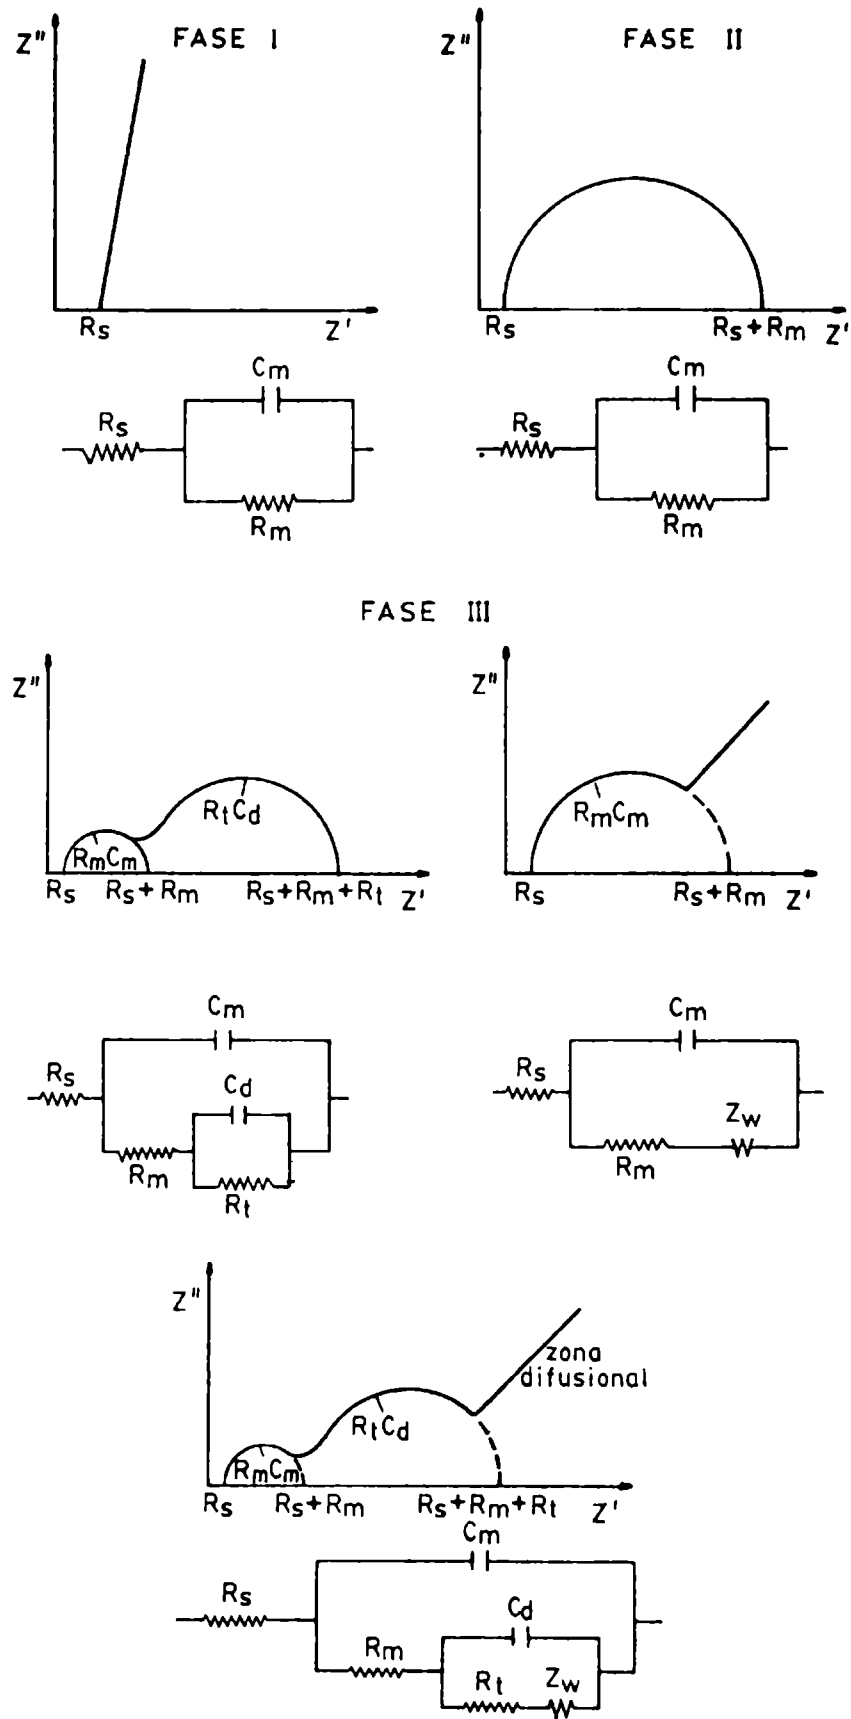 FASE I
Z"
Rs
Z'
Cm
Rs
Rm
FASE II
Z"
Rs
Rs+Rm
Z'
Cm
Rs
Rm
FASE III
Z"
RmCm
RtCd
Rs
Rs+Rm
Rs+Rm+Rt
Z'
Z"
RmCm
Rs
Rs+Rm
Z'
Cm
Rs
Cd
Rm
Rt
Cm
Rs
Zw
Rm
Z"
zona
difusional
RtCd
RmCm
Rs
Rs+Rm
Rs+Rm+Rt
Z'
Cm
Rs
Cd
Rm
Rt
Zw